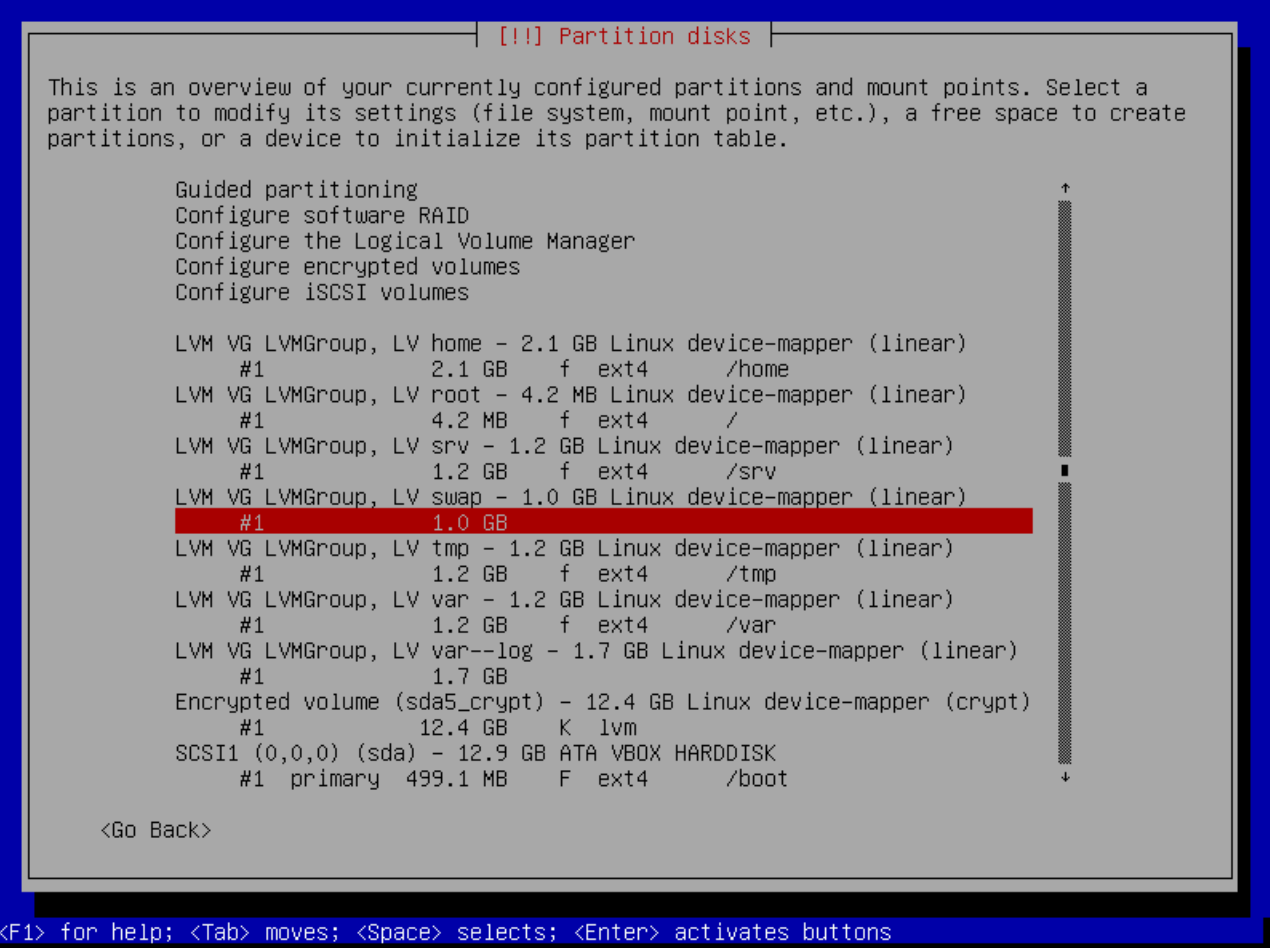 [!!] Partition disks
This is an overview of your currently configured partitions and mount points. Select a
partition to modify its settings (file system, mount point, etc.), a free space to create
partitions, or a device to initialize its partition table.
Guided partitioning
Configure software RAID
Configure the Logical Volume Manager
Configure encrypted volumes
Configure iSCSI volumes
LVM VG LVMGroup, LV home - 2.1 GB Linux device-mapper (linear)
#1 2.1 GB f ext4 /home
LVM VG LVMGroup, LV root - 4.2 MB Linux device-mapper (linear)
#1 4.2 MB f ext4 /
LVM VG LVMGroup, LV srv - 1.2 GB Linux device-mapper (linear)
#1 1.2 GB f ext4 /srv
LVM VG LVMGroup, LV swap - 1.0 GB Linux device-mapper (linear)
#1 1.0 GB
LVM VG LVMGroup, LV tmp - 1.2 GB Linux device-mapper (linear)
#1 1.2 GB f ext4 /tmp
LVM VG LVMGroup, LV var - 1.2 GB Linux device-mapper (linear)
#1 1.2 GB f ext4 /var
LVM VG LVMGroup, LV var--log - 1.7 GB Linux device-mapper (linear)
#1 1.7 GB
Encrypted volume (sda5_crypt) - 12.4 GB Linux device-mapper (crypt)
#1 12.4 GB K lvm
SCSI1 (0,0,0) (sda) - 12.9 GB ATA VBOX HARDDISK
#1 primary 499.1 MB F ext4 /boot
<Go Back>
<F1> for help; <Tab> moves; <Space> selects; <Enter> activates buttons